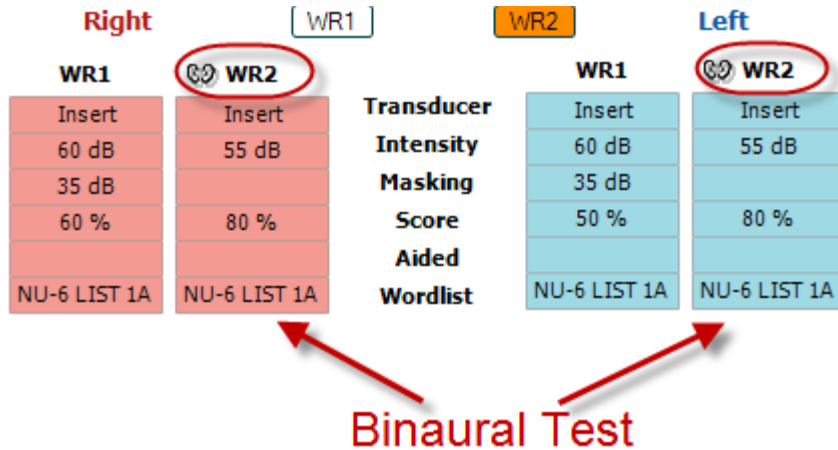 Right WR1 WR2 Left
WR1 WR2 WR1 WR2
Insert Insert Transducer Insert Insert
60 dB 55 dB Intensity 60 dB 55 dB
35 dB Masking 35 dB
60 % 80 % Score 50 % 80 %
Aided
NU-6 LIST 1A NU-6 LIST 1A Wordlist NU-6 LIST 1A NU-6 LIST 1A
Binaural Test